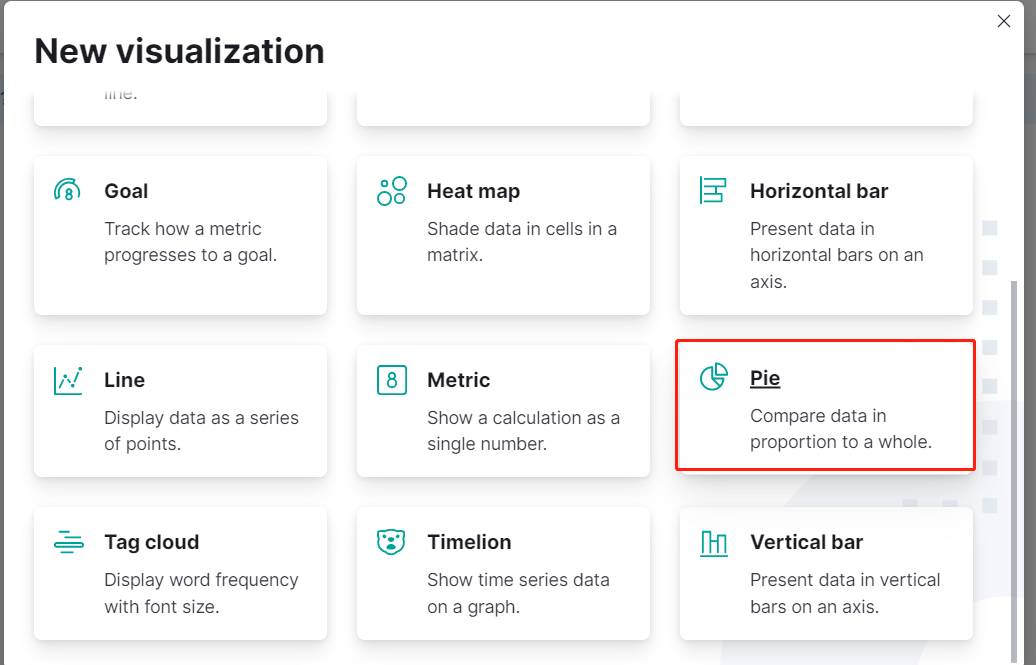 New visualization
line.
Goal
Track how a metric
progresses to a goal.
8
Heat map
Shade data in cells in a
matrix.
Horizontal bar
Present data in
horizontal bars on an
axis.
Line
Display data as a series
of points.
8
Metric
Show a calculation as a
single number.
Pie
Compare data in
proportion to a whole.
Tag cloud
Display word frequency
with font size.
Timelion
Show time series data
on a graph.
Vertical bar
Present data in vertical
bars on an axis.